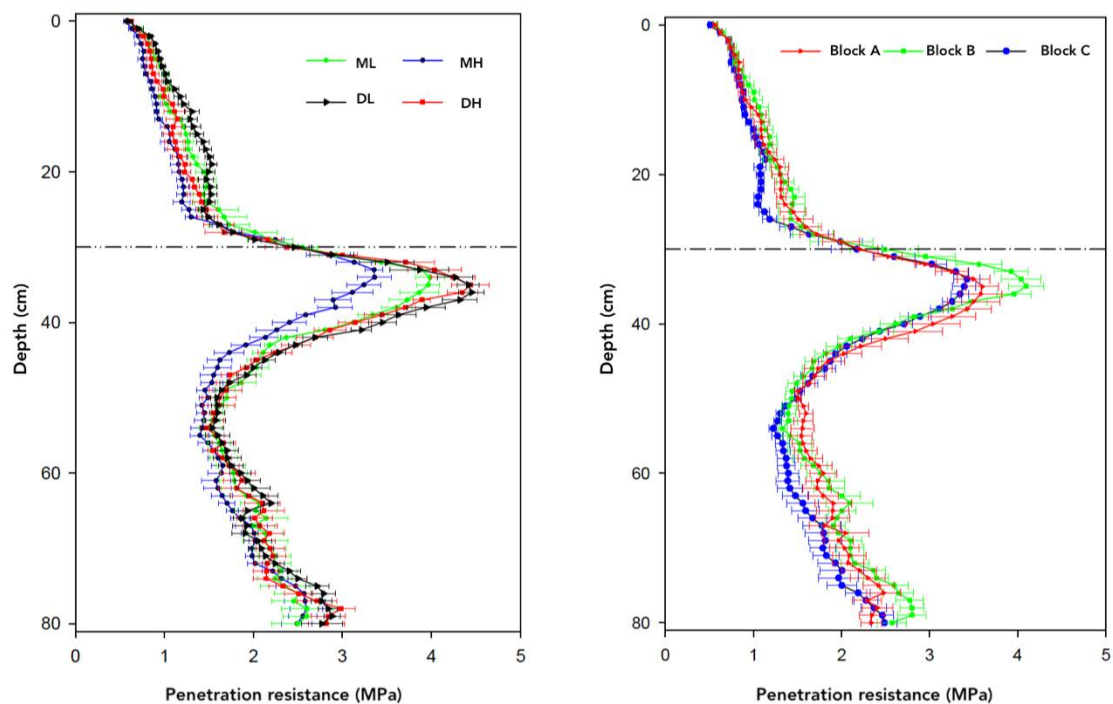 0
20
40
60
80
Depth (cm)
ML MH
DL DH
0 1 2 3 4 5
Penetration resistance (MPa)
0
20
40
60
80
Depth (cm)
Block A Block B Block C
0 1 2 3 4 5
Penetration resistance (MPa)